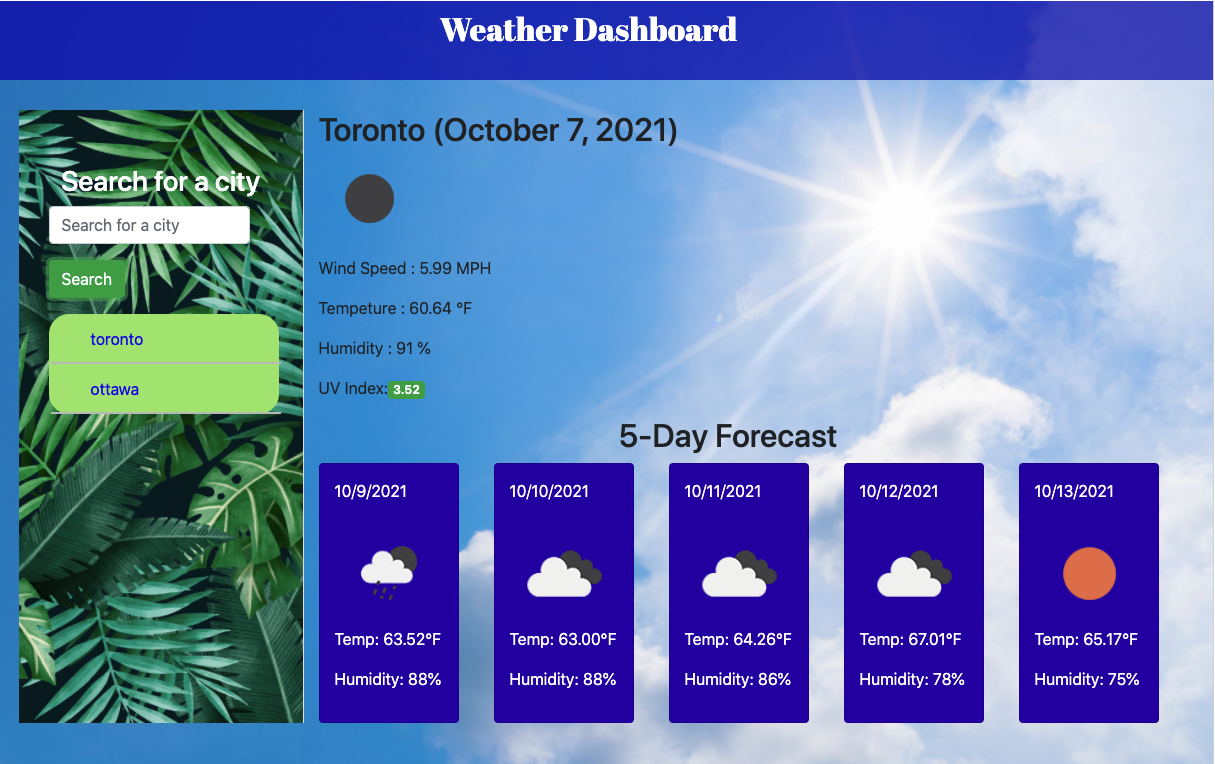 Weather Dashboard
Search for a city
Search for a city
Search
toronto
ottawa
Toronto (October 7, 2021)
Wind Speed : 5.99 MPH
Tempeture : 60.64 °F
Humidity : 91 %
UV Index: 3.52
5-Day Forecast
10/9/2021
Temp: 63.52°F
Humidity: 88%
10/10/2021
Temp: 63.00°F
Humidity: 88%
10/11/2021
Temp: 64.26°F
Humidity: 86%
10/12/2021
Temp: 67.01°F
Humidity: 78%
10/13/2021
Temp: 65.17°F
Humidity: 75%